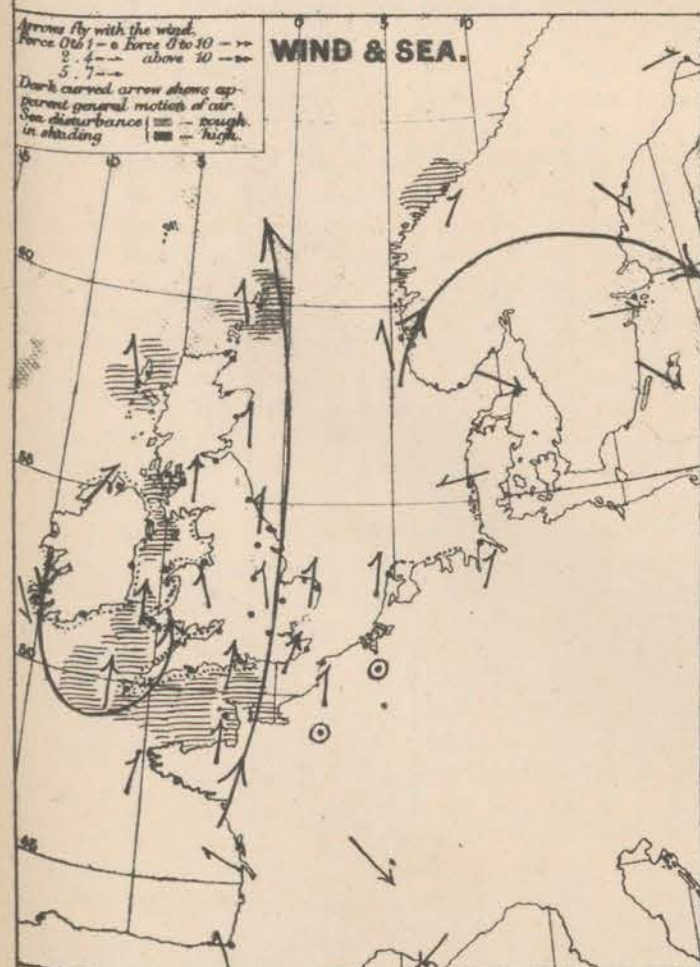 Arrows fly with the wind.
Force 0 to 1 – o Force 8 to 10 –
2 . 4 – above 10 –
5 . 7 –
Dark curved arrow shows ap-
parent general motion of air.
Sea disturbance – rough.
in shading – high.
WIND & SEA.
5
0
5
10
15
10
5
60
55
50
45